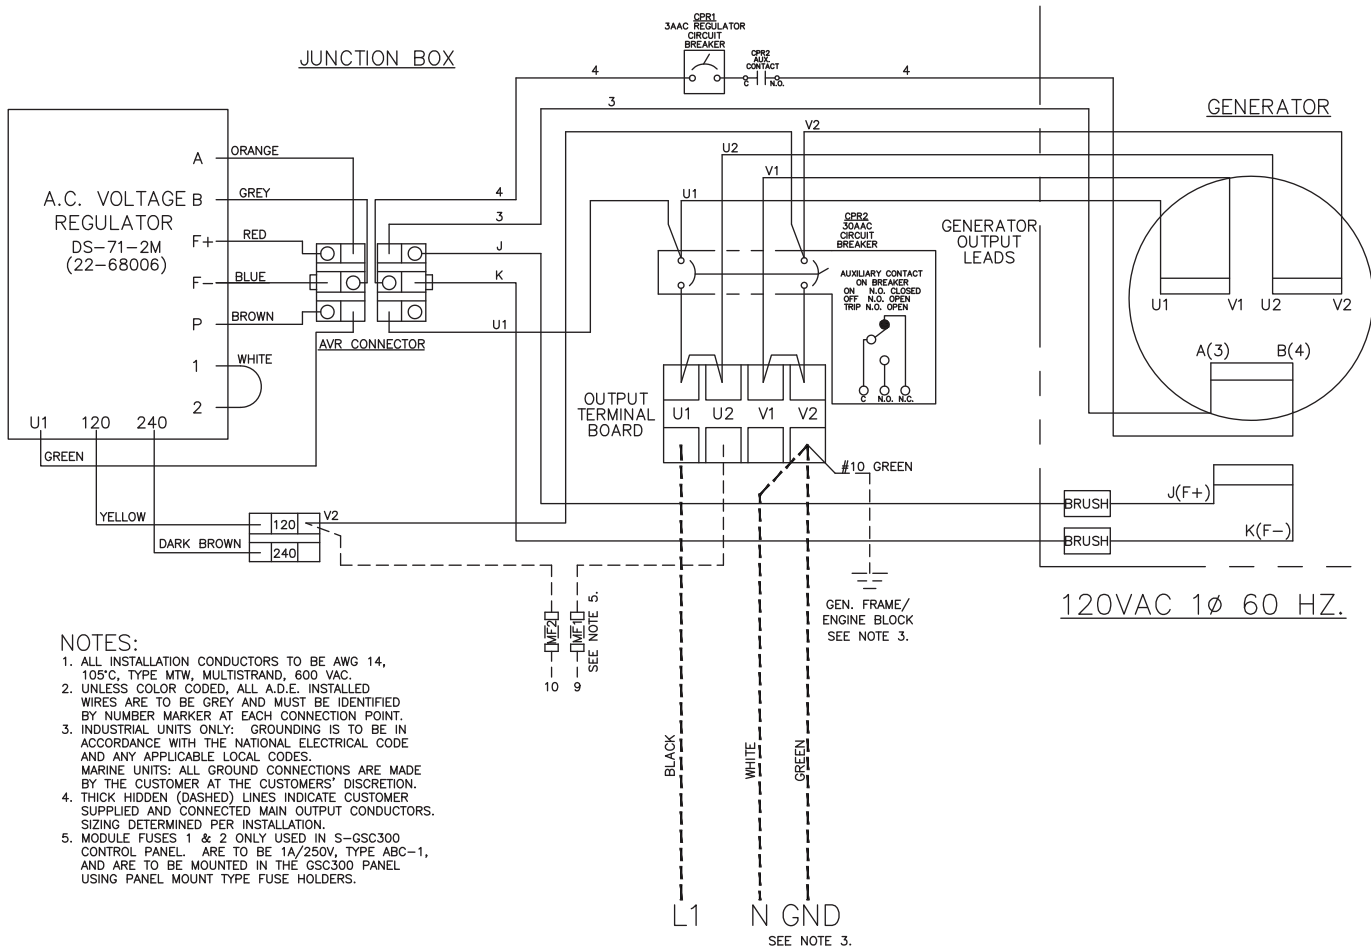 CPR1
3AAC REGULATOR
CIRCUIT
BREAKER
CPR2
AUX.
CONTACT
C
N.O.
JUNCTION BOX
4
4
3
GENERATOR
V2
U2
V1
U1
A
ORANGE
A.C. VOLTAGE
REGULATOR
DS-71-2M
(22-68006)
B
GREY
F+
RED
F-
BLUE
P
BROWN
1
WHITE
2
U1
120
240
GREEN
4
3
J
K
U1
AVR CONNECTOR
CPR2
30AAC
CIRCUIT
BREAKER
GENERATOR
OUTPUT
LEADS
AUXILIARY CONTACT
ON BREAKER
ON N.O. CLOSED
OFF N.O. OPEN
TRIP N.O. OPEN
C
N.O.
N.C.
U1
V1
U2
V2
A(3)
B(4)
OUTPUT
TERMINAL
BOARD
U1
U2
V1
V2
#10 GREEN
YELLOW
DARK BROWN
120
240
V2
BRUSH
J(F+)
BRUSH
K(F-)
GEN. FRAME/
ENGINE BLOCK
SEE NOTE 3.
120VAC 1Ø 60 HZ.
MF2
MF1
SEE NOTE 5.
10
9
NOTES:
1. ALL INSTALLATION CONDUCTORS TO BE AWG 14,
105°C, TYPE MTW, MULTISTRAND, 600 VAC.
2. UNLESS COLOR CODED, ALL A.D.E. INSTALLED
WIRES ARE TO BE GREY AND MUST BE IDENTIFIED
BY NUMBER MARKER AT EACH CONNECTION POINT.
3. INDUSTRIAL UNITS ONLY: GROUNDING IS TO BE IN
ACCORDANCE WITH THE NATIONAL ELECTRICAL CODE
AND ANY APPLICABLE LOCAL CODES.
MARINE UNITS: ALL GROUND CONNECTIONS ARE MADE
BY THE CUSTOMER AT THE CUSTOMERS' DISCRETION.
4. THICK HIDDEN (DASHED) LINES INDICATE CUSTOMER
SUPPLIED AND CONNECTED MAIN OUTPUT CONDUCTORS.
SIZING DETERMINED PER INSTALLATION.
5. MODULE FUSES 1 & 2 ONLY USED IN S-GSC300
CONTROL PANEL. ARE TO BE 1A/250V, TYPE ABC-1,
AND ARE TO BE MOUNTED IN THE GSC300 PANEL
USING PANEL MOUNT TYPE FUSE HOLDERS.
BLACK
WHITE
GREEN
L1
N
GND
SEE NOTE 3.